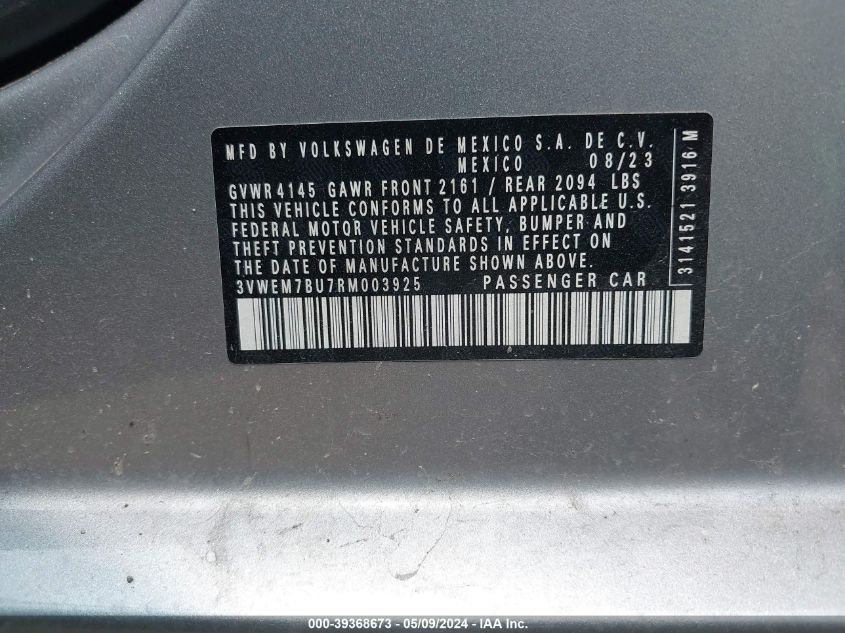 MFD BY VOLKSWAGEN DE MEXICO S.A. DE C.V.
MEXICO 08/23
GVWR 4145 GAWR FRONT 2161 / REAR 2094 LBS
THIS VEHICLE CONFORMS TO ALL APPLICABLE U.S.
FEDERAL MOTOR VEHICLE SAFETY, BUMPER AND
THEFT PREVENTION STANDARDS IN EFFECT ON
THE DATE OF MANUFACTURE SHOWN ABOVE.
3VWEM7BU7RM003925 PASSENGER CAR
3141521 3916 M
000-39368673 - 05/09/2024 - IAA Inc.